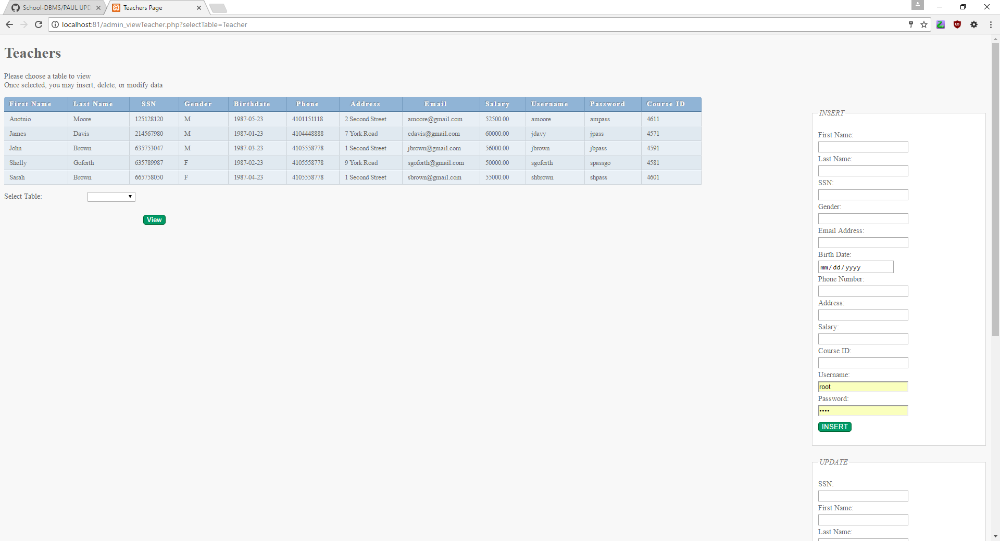 School-DBMS/PAUL UPD
Teachers Page
localhost:81/admin_viewTeacher.php?selectTable=Teacher
Teachers
Please choose a table to view
Once selected, you may insert, delete, or modify data
First Name Last Name SSN Gender Birthdate Phone Address Email Salary Username Password Course ID
Anotnio Moore 125128120 M 1987-05-23 4101151118 2 Second Street amoore@gmail.com 52500.00 amoore ampass 4611
James Davis 214567980 M 1987-01-23 4104448888 7 York Road cdavis@gmail.com 60000.00 jdavy jpass 4571
John Brown 635753047 M 1987-03-23 4105558778 1 Second Street jbrown@gmail.com 56000.00 jbrown jbpass 4591
Shelly Goforth 635789987 F 1987-02-23 4105558778 9 York Road sgoforth@gmail.com 50000.00 sgoforth spassgo 4581
Sarah Brown 665758050 F 1987-04-23 4105558778 1 Second Street sbrown@gmail.com 55000.00 shbrown shpass 4601
Select Table:
View
INSERT
First Name:
Last Name:
SSN:
Gender:
Email Address:
Birth Date:
mm/dd/yyyy
Phone Number:
Address:
Salary:
Course ID:
Username:
root
Password:
••••
INSERT
UPDATE
SSN:
First Name:
Last Name: